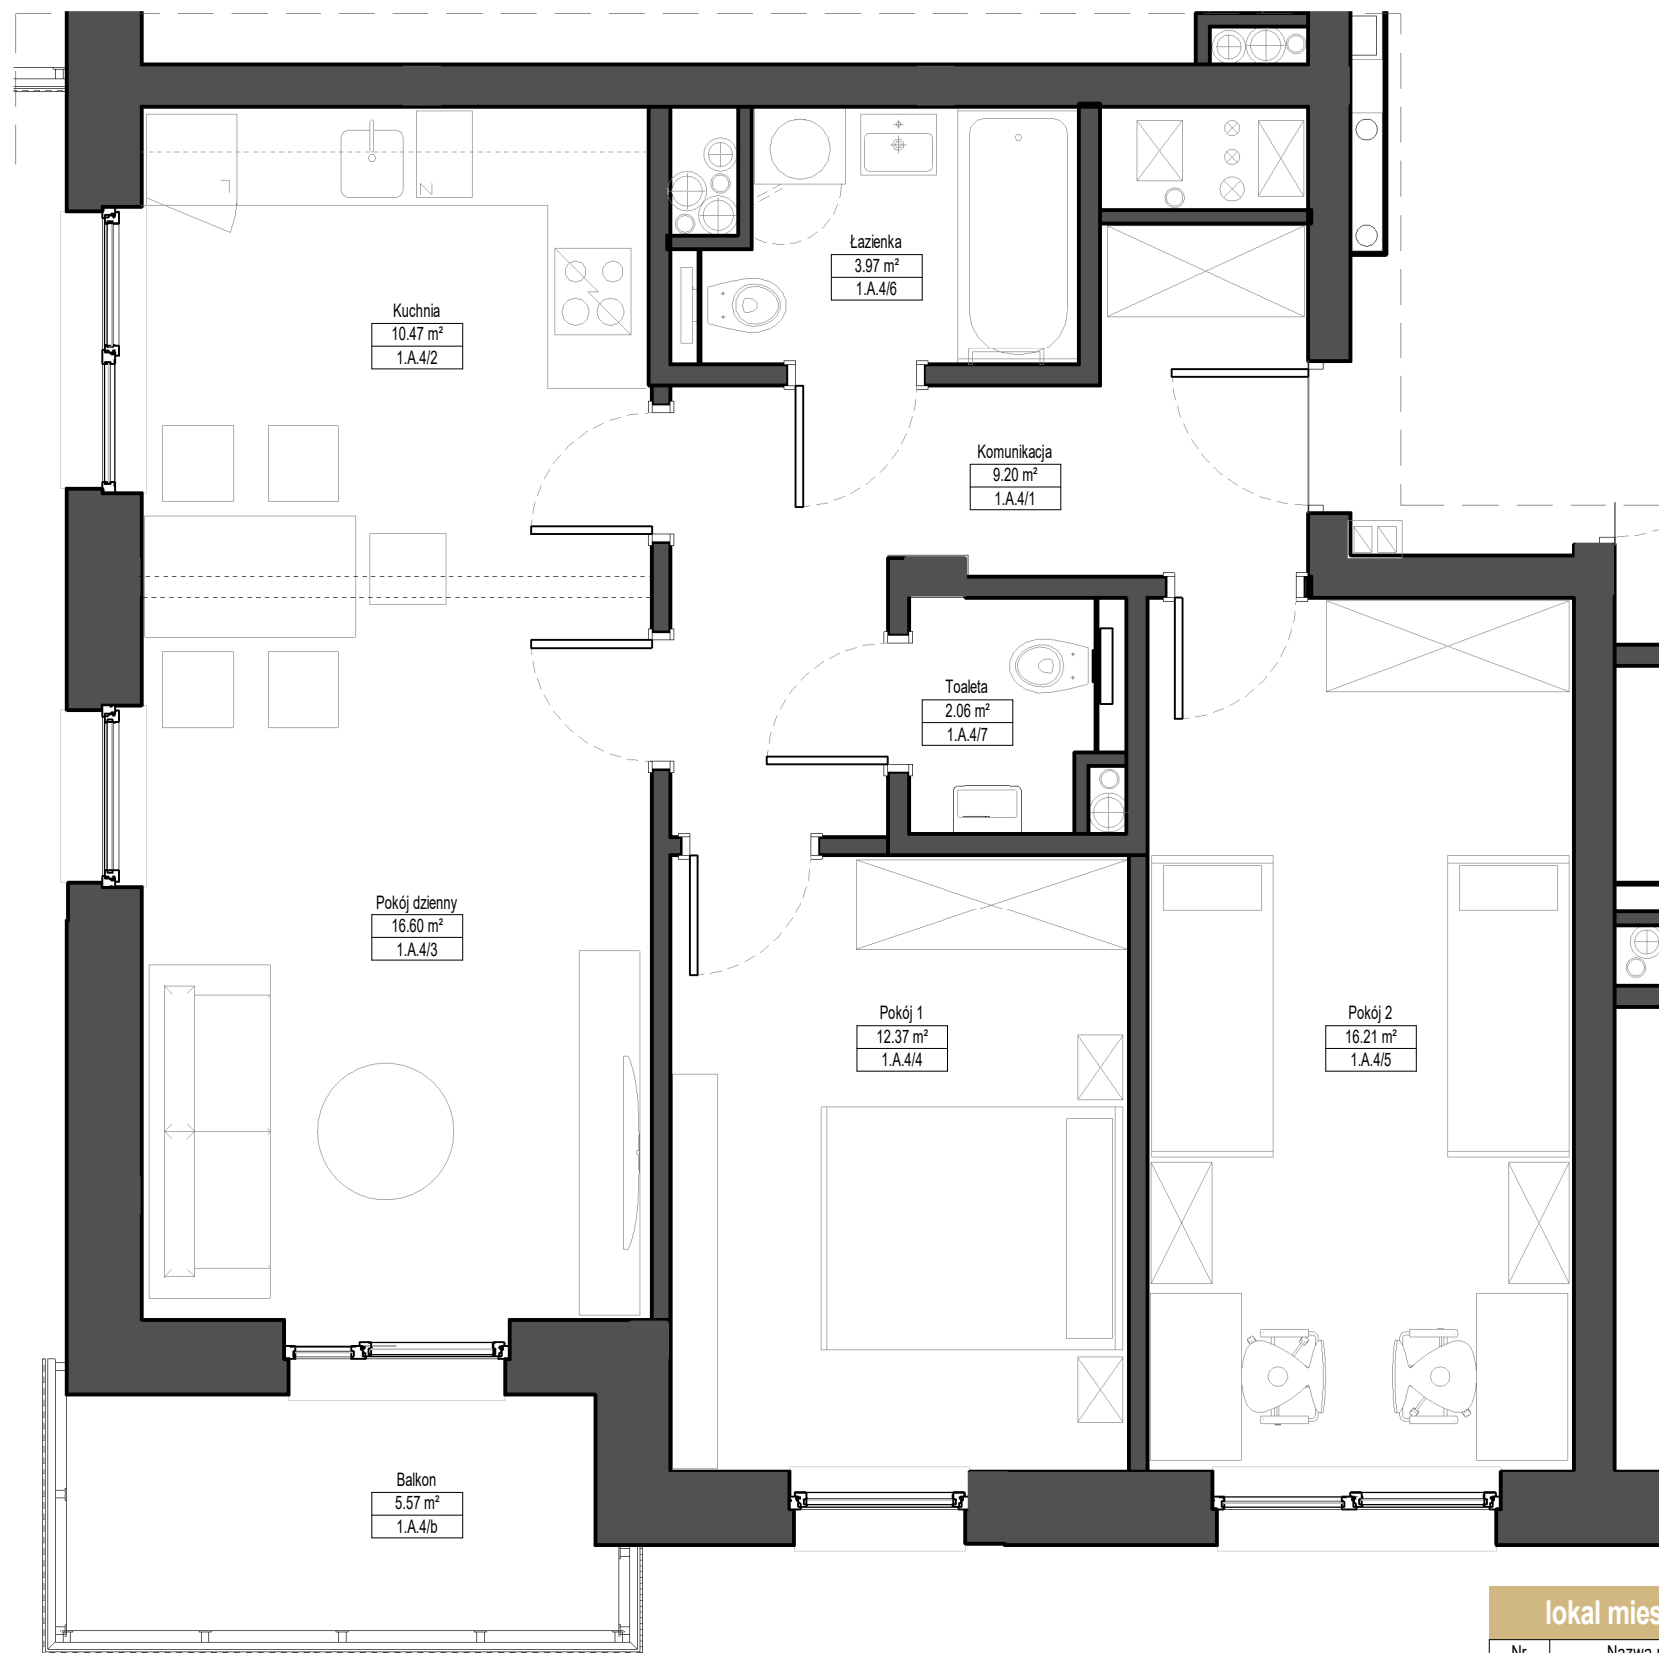 Łazienka
3.97 m²
1.A.4/6
Kuchnia
10.47 m²
1.A.4/2
Komunikacja
9.20 m²
1.A.4/1
Toaleta
2.06 m²
1.A.4/7
Pokój dzienny
16.60 m²
1.A.4/3
Pokój 1
12.37 m²
1.A.4/4
Pokój 2
16.21 m²
1.A.4/5
Balkon
5.57 m²
1.A.4/b
L
Z
lokal mies
Nr
Nazwa